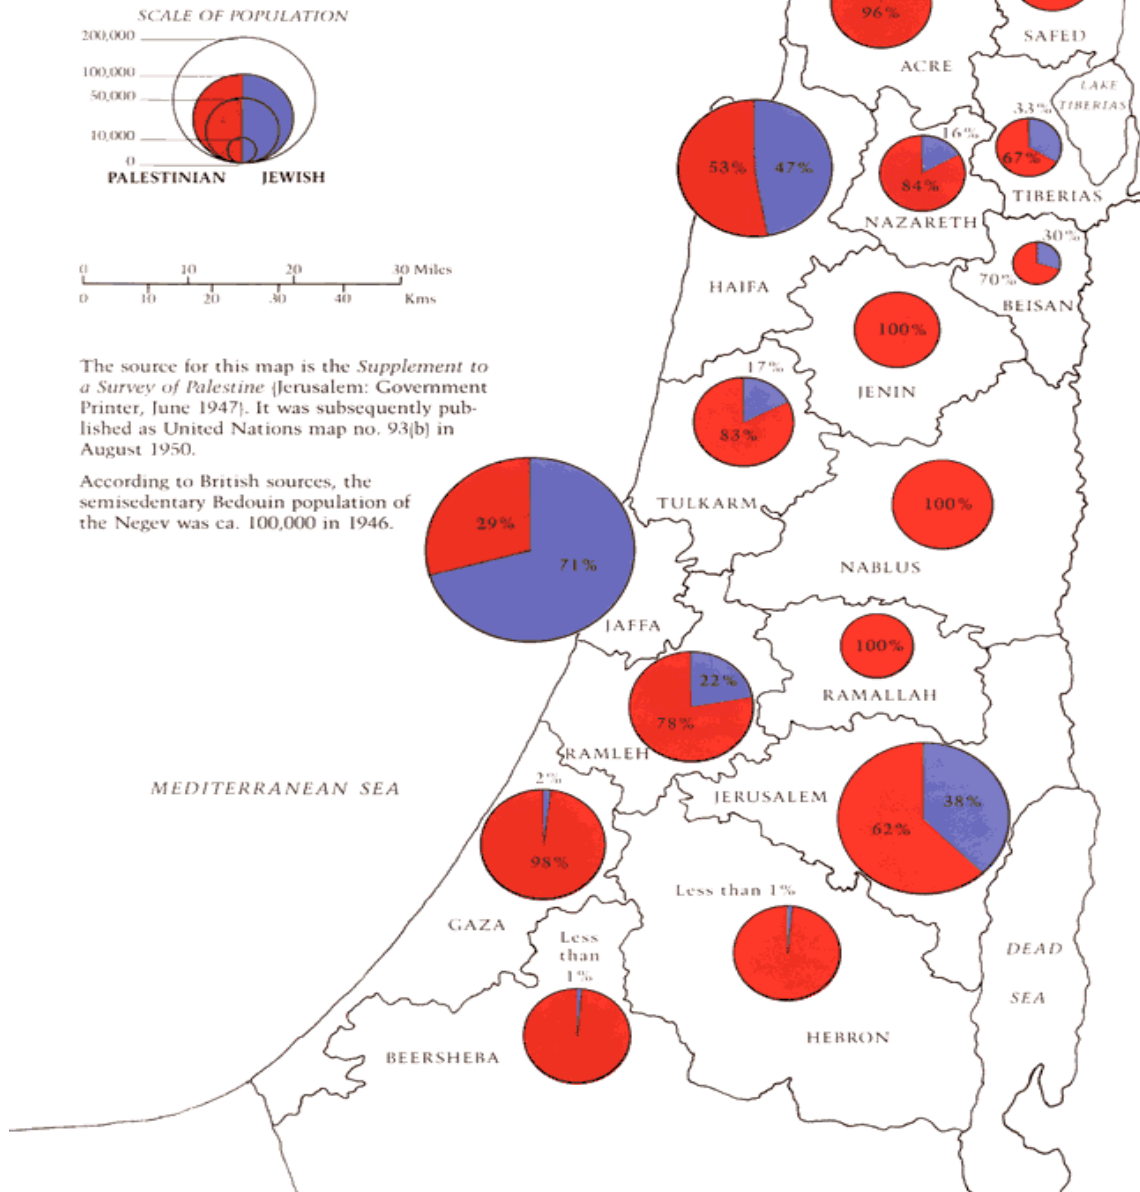 SCALE OF POPULATION
200,000
100,000
50,000
10,000
0
PALESTINIAN JEWISH
0 10 20 30 Miles
0 10 20 30 40 Kms
The source for this map is the Supplement to
a Survey of Palestine (Jerusalem: Government
Printer, June 1947). It was subsequently pub-
lished as United Nations map no. 93(b) in
August 1950.
According to British sources, the
semisedentary Bedouin population of
the Negev was ca. 100,000 in 1946.
96%
ACRE
SAFED
LAKE
TIBERIAS
33%
67%
TIBERIAS
53% 47%
HAIFA
16%
84%
NAZARETH
30%
70%
BEISAN
100%
JENIN
17%
83%
TULKARM
100%
NABLUS
29%
71%
JAFFA
100%
RAMALLAH
22%
78%
RAMLEH
MEDITERRANEAN SEA
2%
98%
GAZA
JERUSALEM
38%
62%
Less than 1%
HEBRON
Less
than
1%
BEERSHEBA
DEAD
SEA